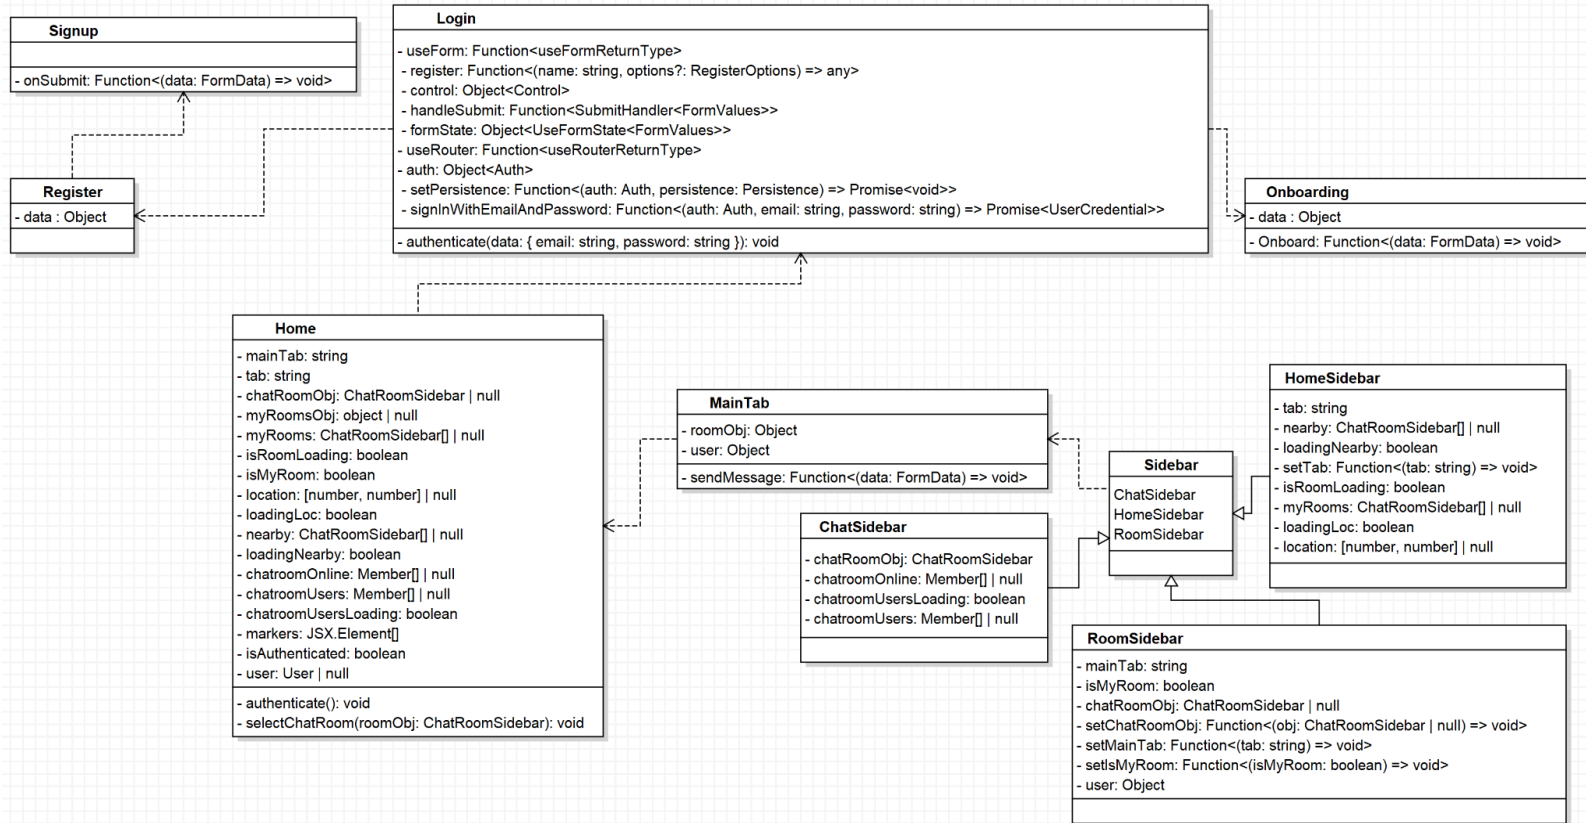 Signup
- onSubmit: Function<(data: FormData) => void>
Login
- useForm: Function<useFormReturnType>
- register: Function<(name: string, options?: RegisterOptions) => any>
- control: Object<Control>
- handleSubmit: Function<SubmitHandler<FormValues>>
- formState: Object<UseFormState<FormValues>>
- useRouter: Function<useRouterReturnType>
- auth: Object<Auth>
- setPersistence: Function<(auth: Auth, persistence: Persistence) => Promise<void>>
- signInWithEmailAndPassword: Function<(auth: Auth, email: string, password: string) => Promise<UserCredential>>
- authenticate(data: { email: string, password: string }): void
Register
- data : Object
Onboarding
- data : Object
- Onboard: Function<(data: FormData) => void>
Home
- mainTab: string
- tab: string
- chatRoomObj: ChatRoomSidebar | null
- myRoomsObj: object | null
- myRooms: ChatRoomSidebar[] | null
- isRoomLoading: boolean
- isMyRoom: boolean
- location: [number, number] | null
- loadingLoc: boolean
- nearby: ChatRoomSidebar[] | null
- loadingNearby: boolean
- chatroomOnline: Member[] | null
- chatroomUsers: Member[] | null
- chatroomUsersLoading: boolean
- markers: JSX.Element[]
- isAuthenticated: boolean
- user: User | null
- authenticate(): void
- selectChatRoom(roomObj: ChatRoomSidebar): void
MainTab
- roomObj: Object
- user: Object
- sendMessage: Function<(data: FormData) => void>
ChatSidebar
- chatRoomObj: ChatRoomSidebar
- chatroomOnline: Member[] | null
- chatroomUsersLoading: boolean
- chatroomUsers: Member[] | null
Sidebar
ChatSidebar
HomeSidebar
RoomSidebar
HomeSidebar
- tab: string
- nearby: ChatRoomSidebar[] | null
- loadingNearby: boolean
- setTab: Function<(tab: string) => void>
- isRoomLoading: boolean
- myRooms: ChatRoomSidebar[] | null
- loadingLoc: boolean
- location: [number, number] | null
RoomSidebar
- mainTab: string
- isMyRoom: boolean
- chatRoomObj: ChatRoomSidebar | null
- setChatRoomObj: Function<(obj: ChatRoomSidebar | null) => void>
- setMainTab: Function<(tab: string) => void>
- setIsMyRoom: Function<(isMyRoom: boolean) => void>
- user: Object